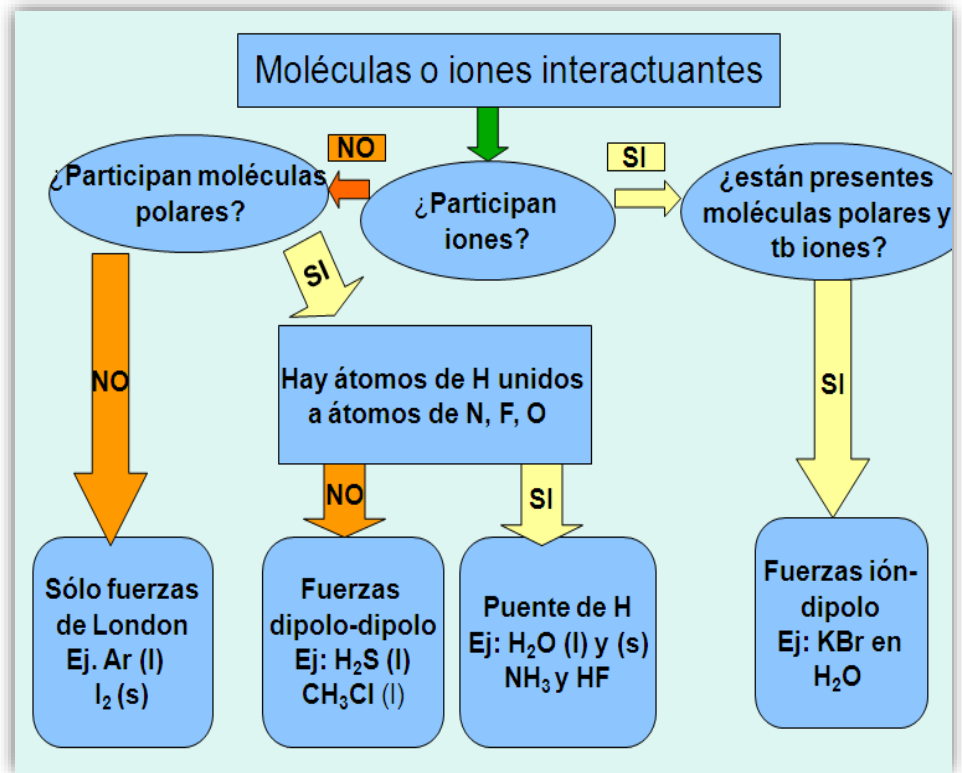 Moléculas o iones interactuantes
NO
SI
¿Participan moléculas
polares?
¿Participan
iones?
¿están presentes
moléculas polares y
tb iones?
SI
NO
Hay átomos de H unidos
a átomos de N, F, O
SI
NO
SI
Sólo fuerzas
de London
Ej. Ar (l)
I₂ (s)
Fuerzas
dipolo-dipolo
Ej: H₂S (l)
CH₃Cl (l)
Puente de H
Ej: H₂O (l) y (s)
NH₃ y HF
Fuerzas ión-
dipolo
Ej: KBr en
H₂O